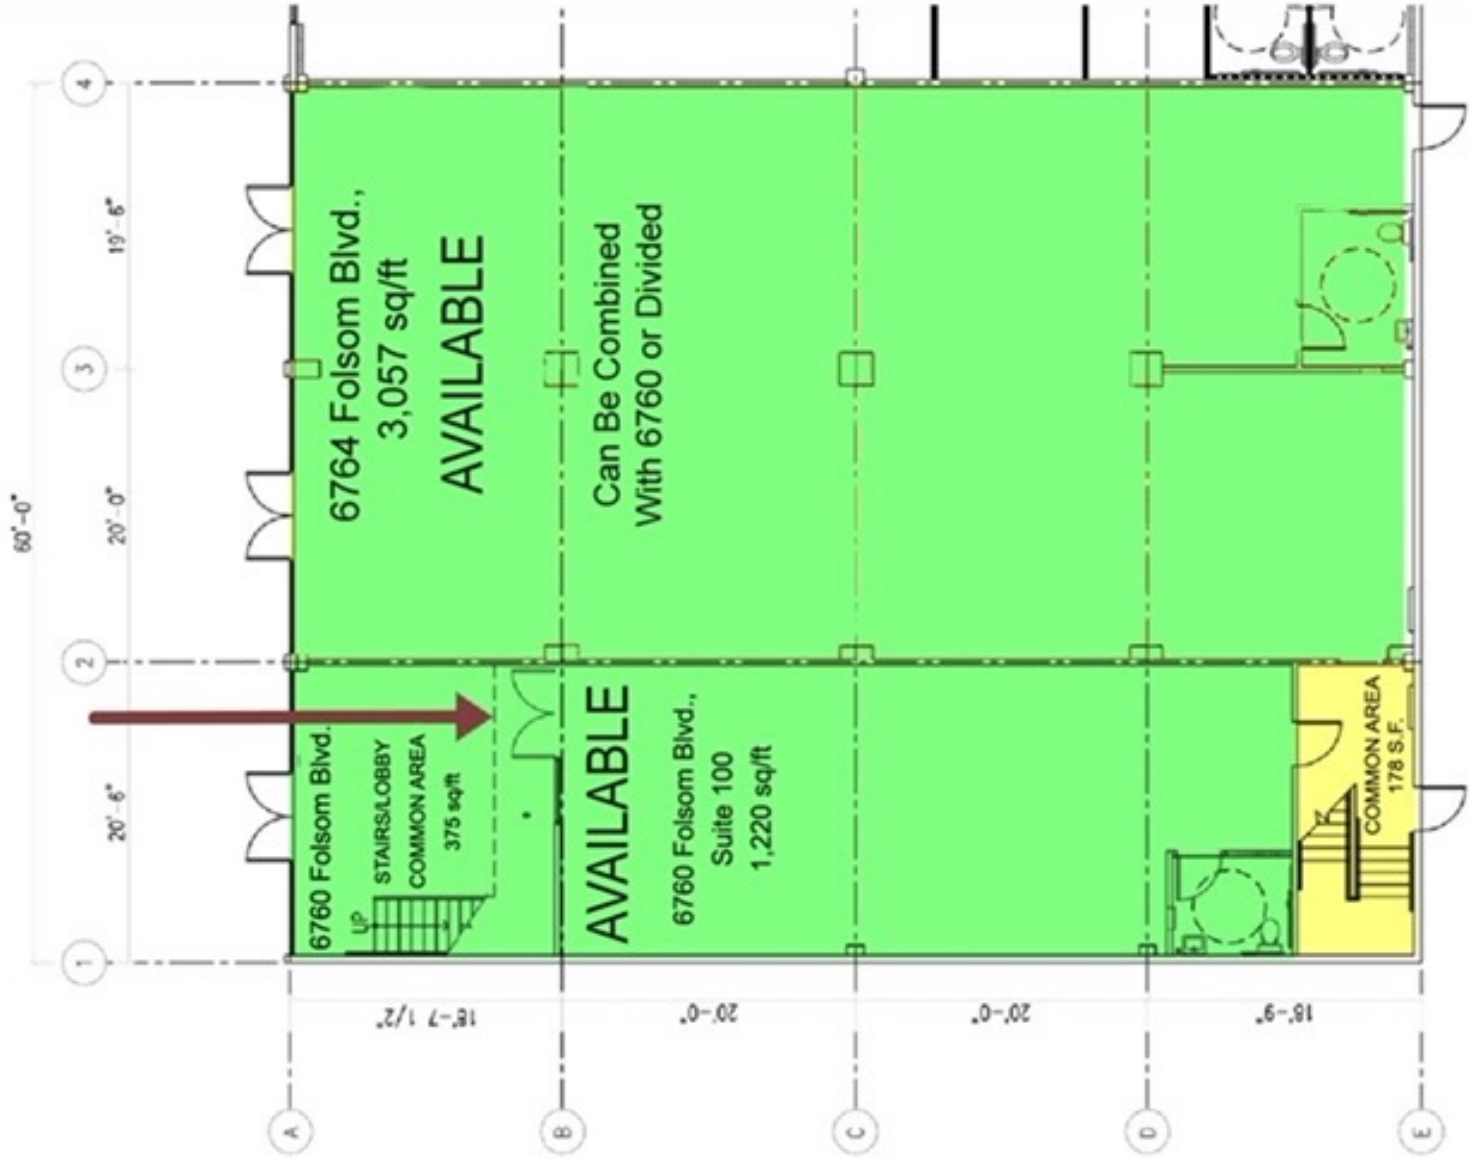 6764 Folsom Blvd.,
3,057 sq/ft
AVAILABLE
Can Be Combined
With 6760 or Divided
6760 Folsom Blvd.
STAIRS/LOBBY
COMMON AREA
375 sq/ft
UP
AVAILABLE
6760 Folsom Blvd.,
Suite 100
1,220 sq/ft
COMMON AREA
178 S.F.
60'-0"
20'-6"
20'-0"
19'-6"
1
2
3
4
18'-7 1/2"
20'-0"
20'-0"
18'-9"
A
B
C
D
E